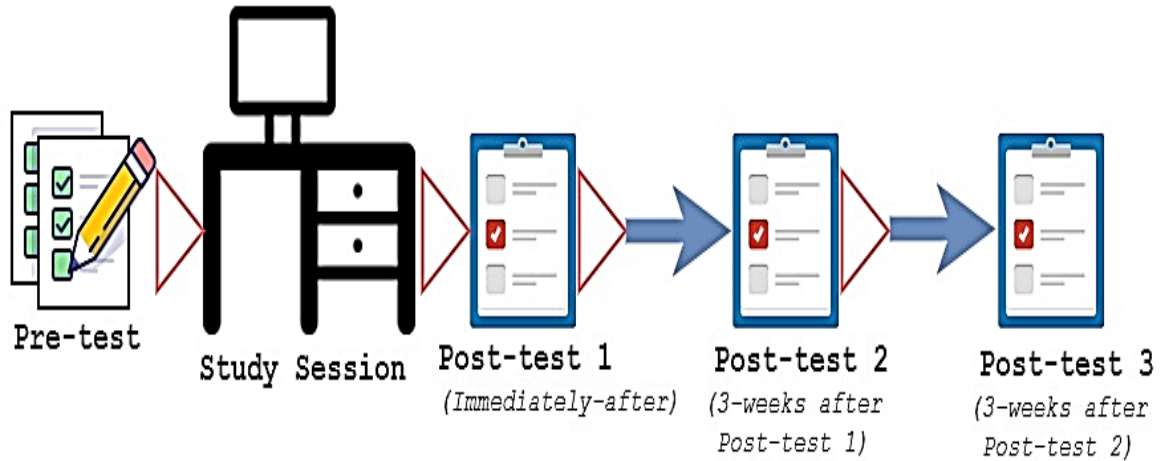 Pre-test
Study Session
Post-test 1
(Immediately-after)
Post-test 2
(3-weeks after
Post-test 1)
Post-test 3
(3-weeks after
Post-test 2)